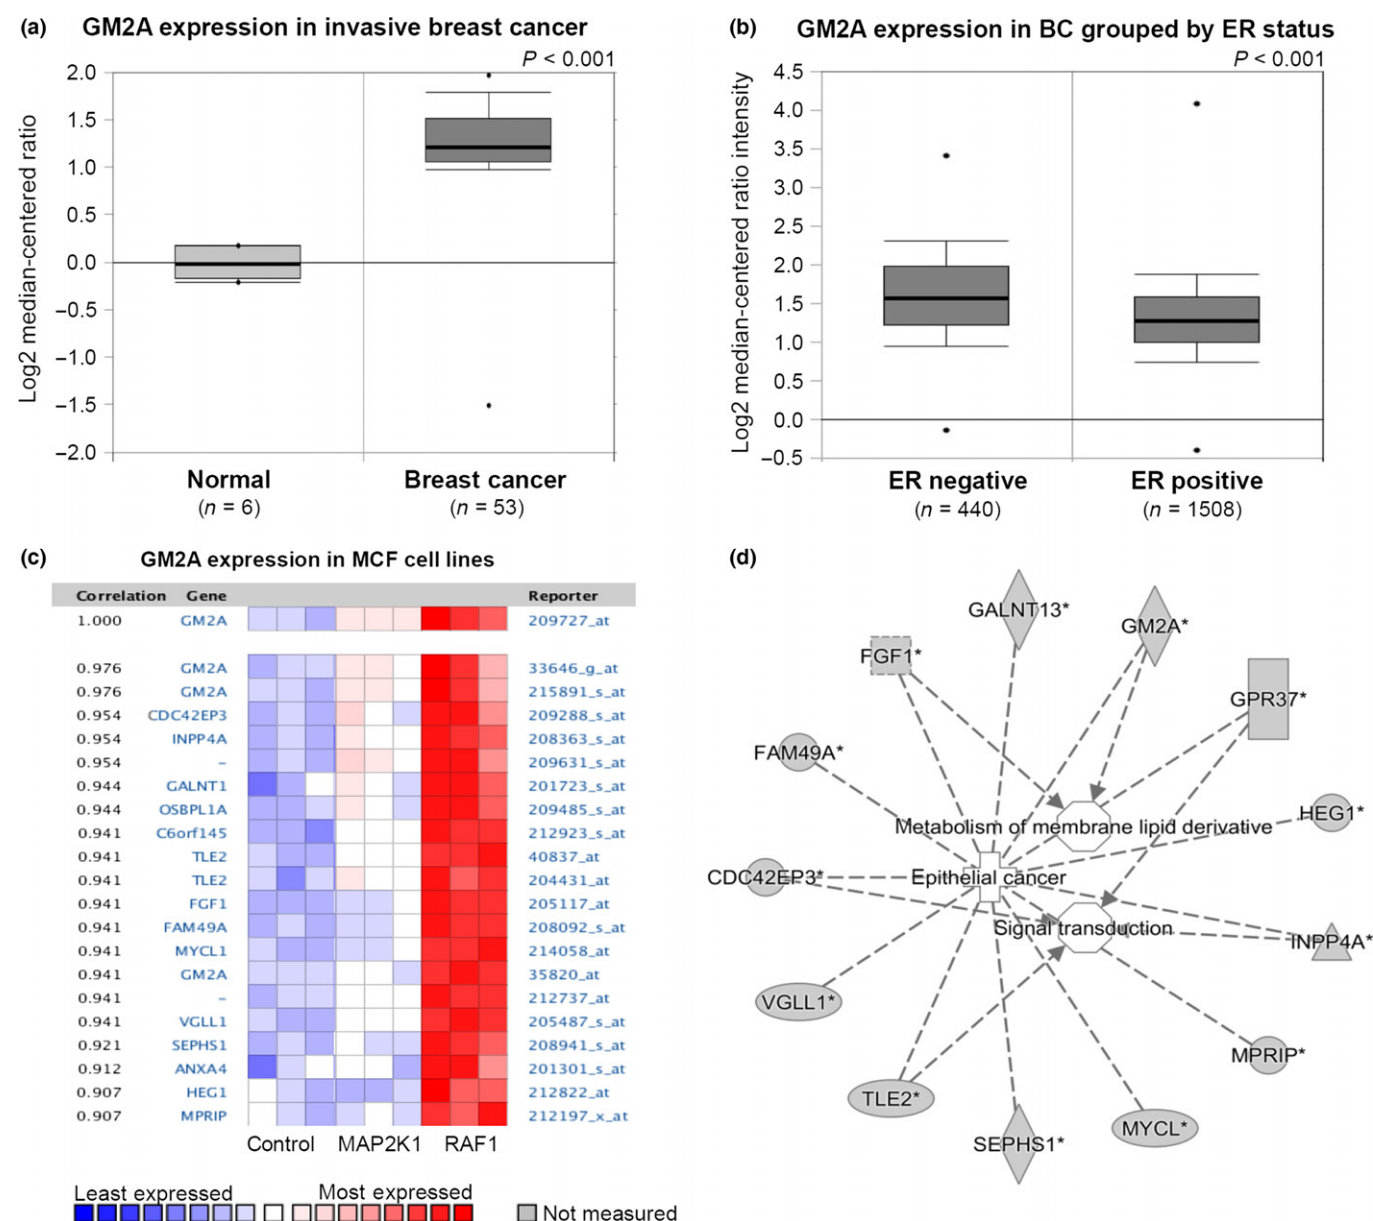 (a) GM2A expression in invasive breast cancer
P < 0.001
Log2 median-centered ratio
2.0
1.5
1.0
0.5
0.0
−0.5
−1.0
−1.5
−2.0
Normal Breast cancer
(n = 6) (n = 53)
(b) GM2A expression in BC grouped by ER status
P < 0.001
Log2 median-centered ratio intensity
4.5
4.0
3.5
3.0
2.5
2.0
1.5
1.0
0.5
0.0
−0.5
ER negative ER positive
(n = 440) (n = 1508)
(c) GM2A expression in MCF cell lines
Correlation Gene Reporter
1.000 GM2A 209727_at
0.976 GM2A 33646_g_at
0.976 GM2A 215891_s_at
0.954 CDC42EP3 209288_s_at
0.954 INPP4A 208363_s_at
0.954 – 209631_s_at
0.944 GALNT1 201723_s_at
0.944 OSBPL1A 209485_s_at
0.941 C6orf145 212923_s_at
0.941 TLE2 40837_at
0.941 TLE2 204431_at
0.941 FGF1 205117_at
0.941 FAM49A 208092_s_at
0.941 MYCL1 214058_at
0.941 GM2A 35820_at
0.941 – 212737_at
0.941 VGLL1 205487_s_at
0.921 SEPHS1 208941_s_at
0.912 ANXA4 201301_s_at
0.907 HEG1 212822_at
0.907 MPRIP 212197_x_at
Control MAP2K1 RAF1
Least expressed Most expressed
Not measured
(d)
GALNT13*
GM2A*
FGF1*
GPR37*
FAM49A*
HEG1*
Metabolism of membrane lipid derivative
CDC42EP3*
Epithelial cancer
Signal transduction
INPP4A*
VGLL1*
MPRIP*
TLE2*
MYCL*
SEPHS1*